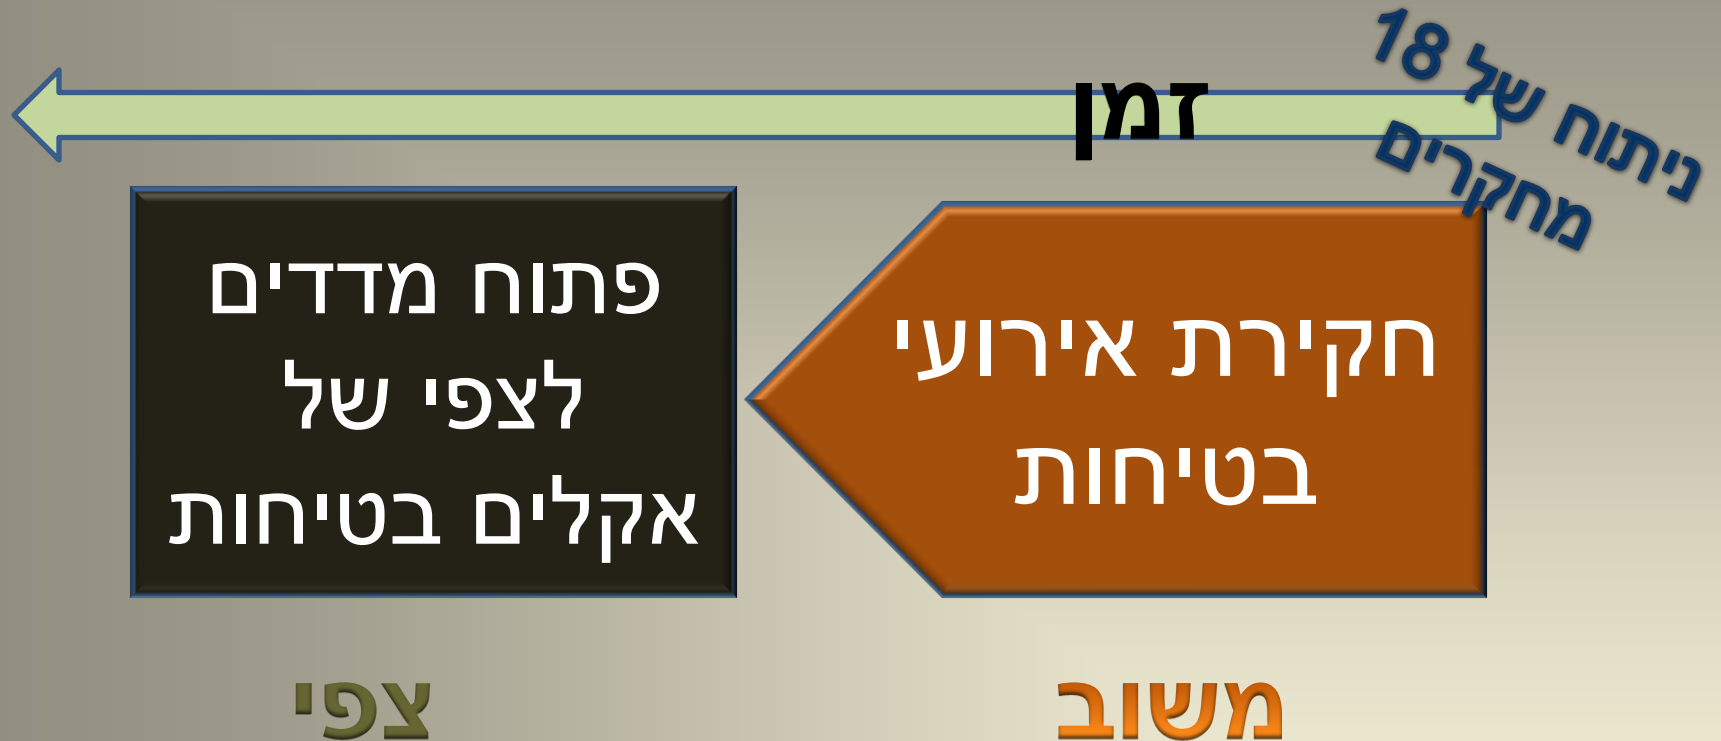 ניתוח של 18
מחקרים
זמן
חקירת אירועי
בטיחות
פתוח מדדים
לצפי של
אקלים בטיחות
משוב
צפי